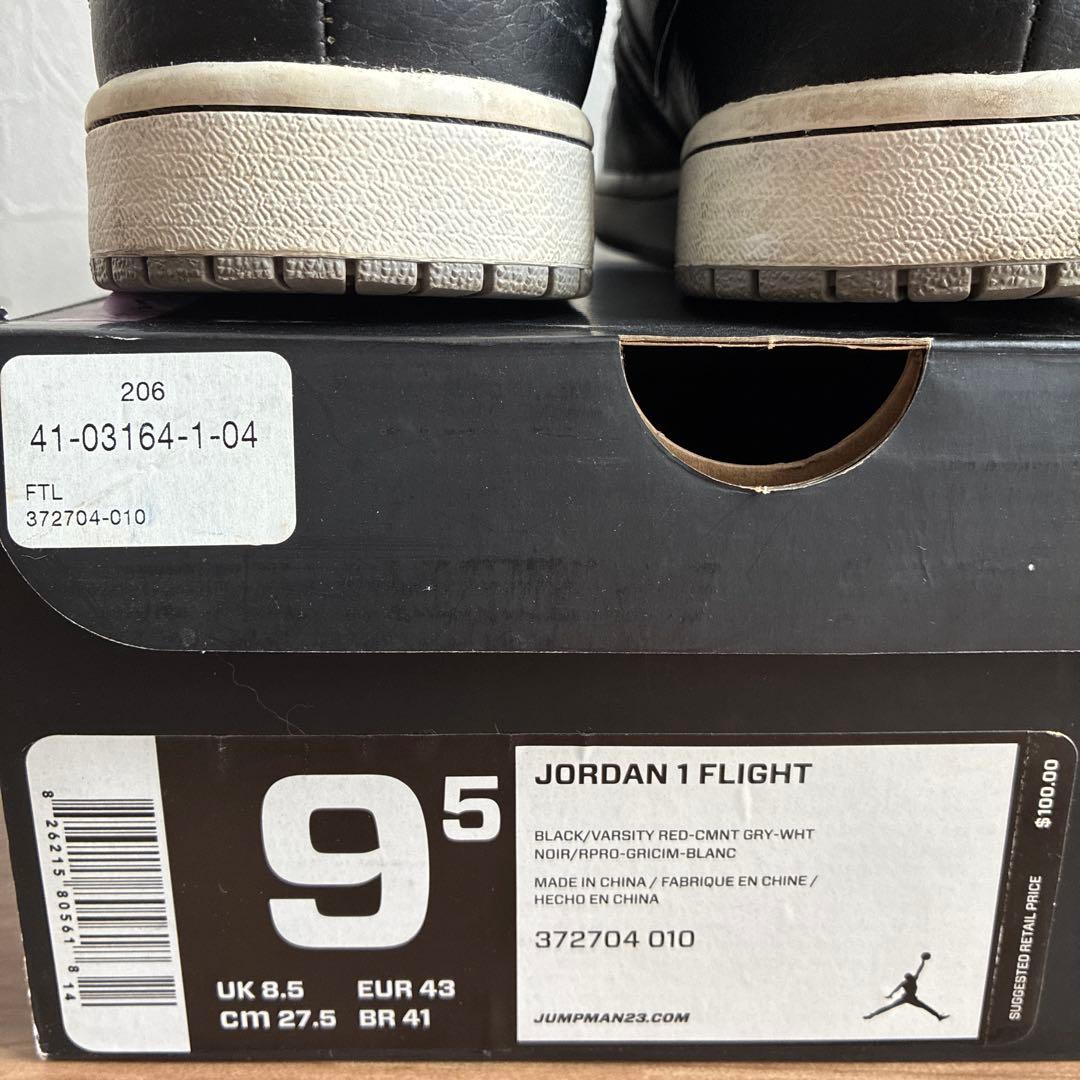 206
41-03164-1-04
FTL
372704-010
8 26215 80561 8 14
9 5
UK 8.5 EUR 43
cm 27.5 BR 41
JORDAN 1 FLIGHT
BLACK/VARSITY RED-CMNT GRY-WHT
NOIR/RPRO-GRICIM-BLANC
MADE IN CHINA / FABRIQUE EN CHINE /
HECHO EN CHINA
372704 010
JUMPMAN23.COM
SUGGESTED RETAIL PRICE $100.00